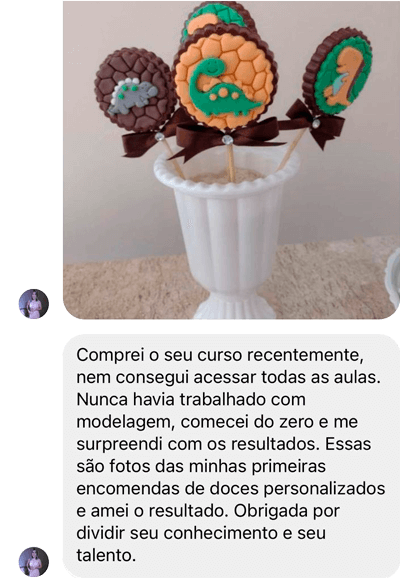 Comprei o seu curso recentemente,
nem consegui acessar todas as aulas.
Nunca havia trabalhado com
modelagem, comecei do zero e me
surpreendi com os resultados. Essas
são fotos das minhas primeiras
encomendas de doces personalizados
e amei o resultado. Obrigada por
dividir seu conhecimento e seu
talento.